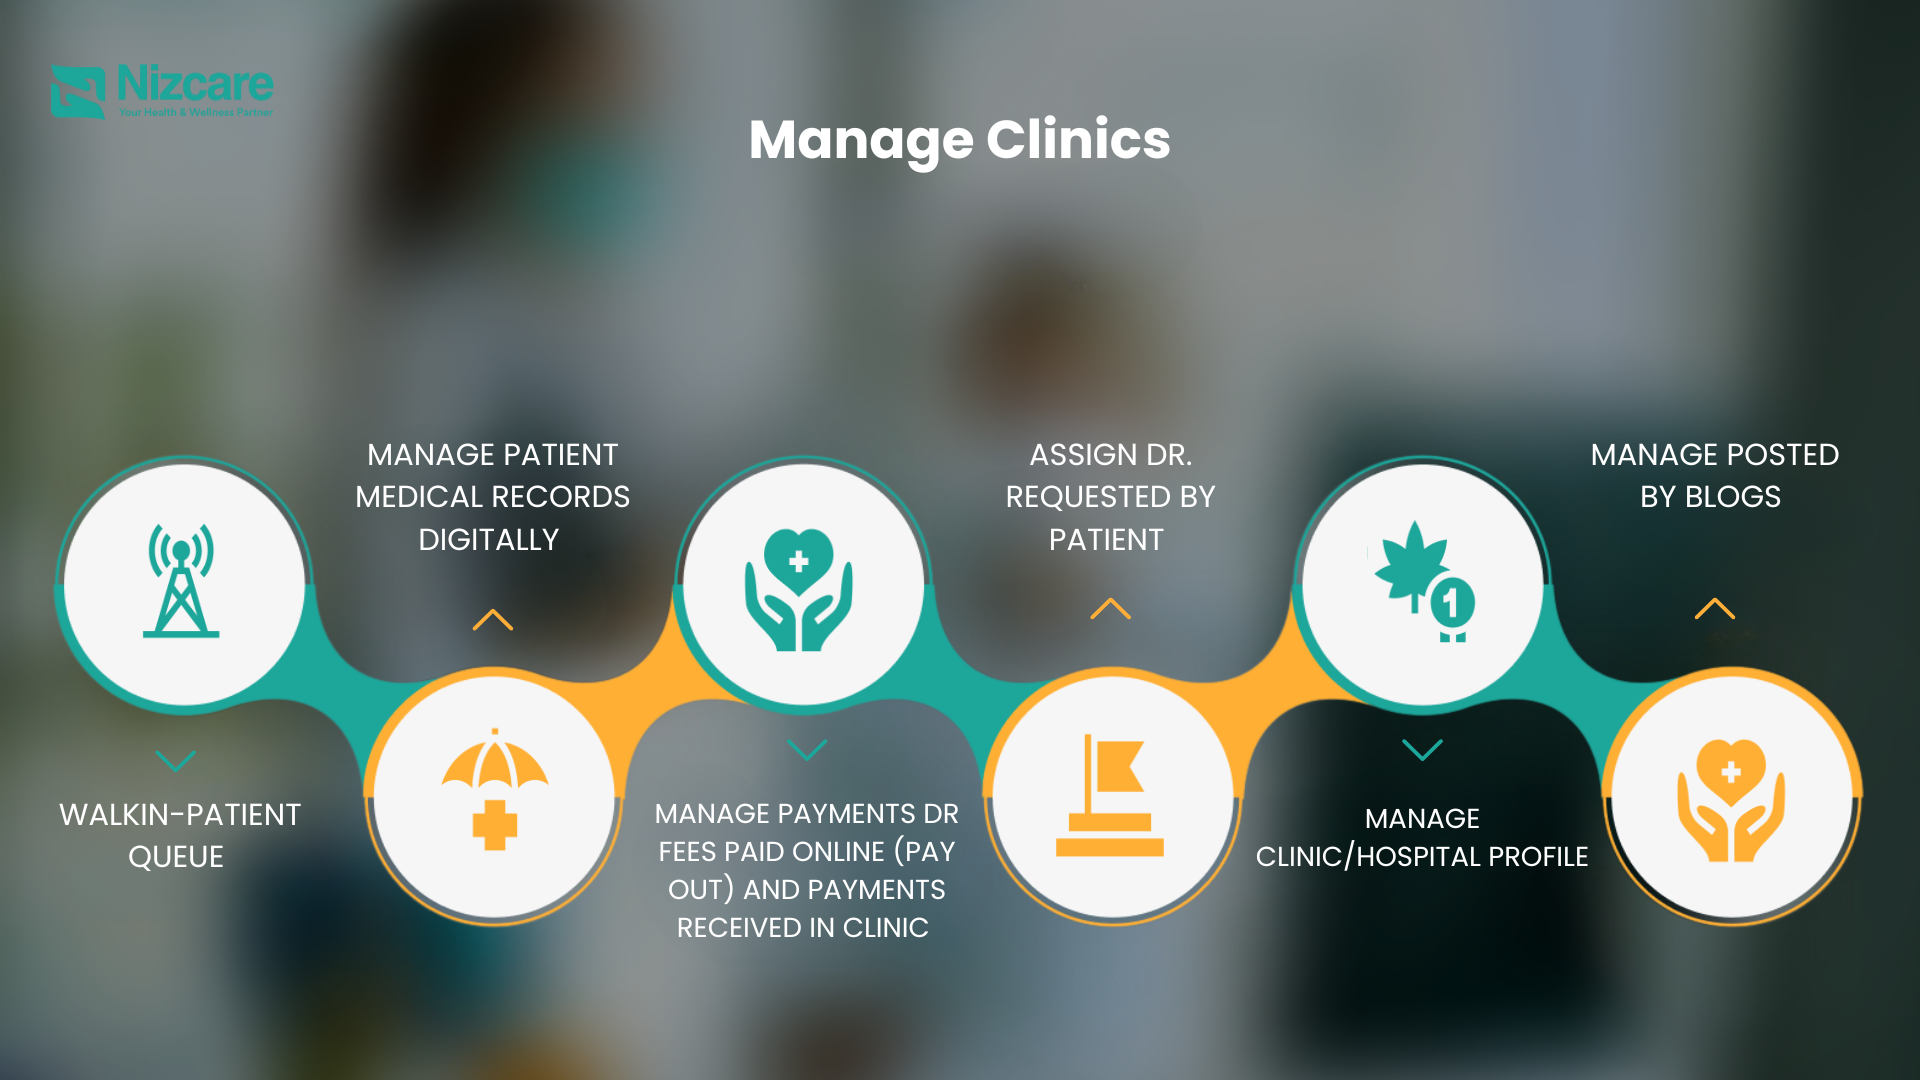 Nizcare
Your Health & Wellness Partner
Manage Clinics
MANAGE PATIENT
MEDICAL RECORDS
DIGITALLY
ASSIGN DR.
REQUESTED BY
PATIENT
MANAGE POSTED
BY BLOGS
1
WALKIN-PATIENT
QUEUE
MANAGE PAYMENTS DR
FEES PAID ONLINE (PAY
OUT) AND PAYMENTS
RECEIVED IN CLINIC
MANAGE
CLINIC/HOSPITAL PROFILE